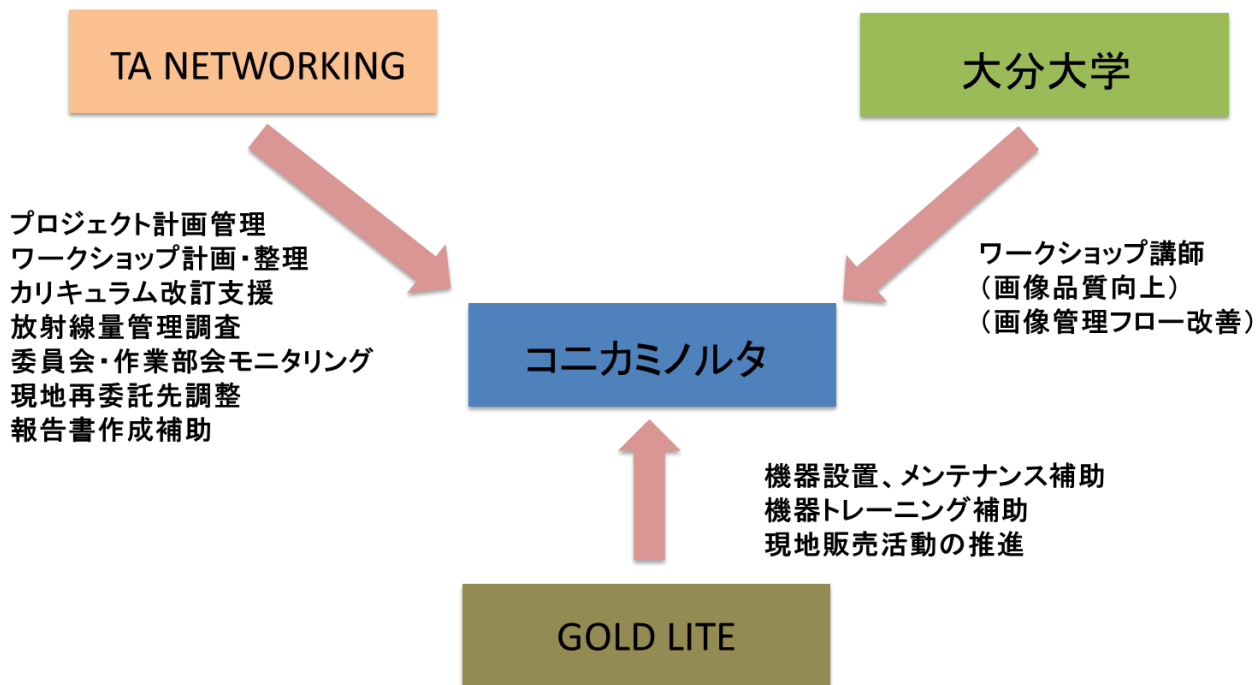 TA NETWORKING
大分大学
プロジェクト計画管理
ワークショップ計画・整理
カリキュラム改訂支援
放射線量管理調査
委員会・作業部会モニタリング
現地再委託先調整
報告書作成補助
ワークショップ講師
（画像品質向上）
（画像管理フロー改善）
コニカミノルタ
機器設置、メンテナンス補助
機器トレーニング補助
現地販売活動の推進
GOLD LITE